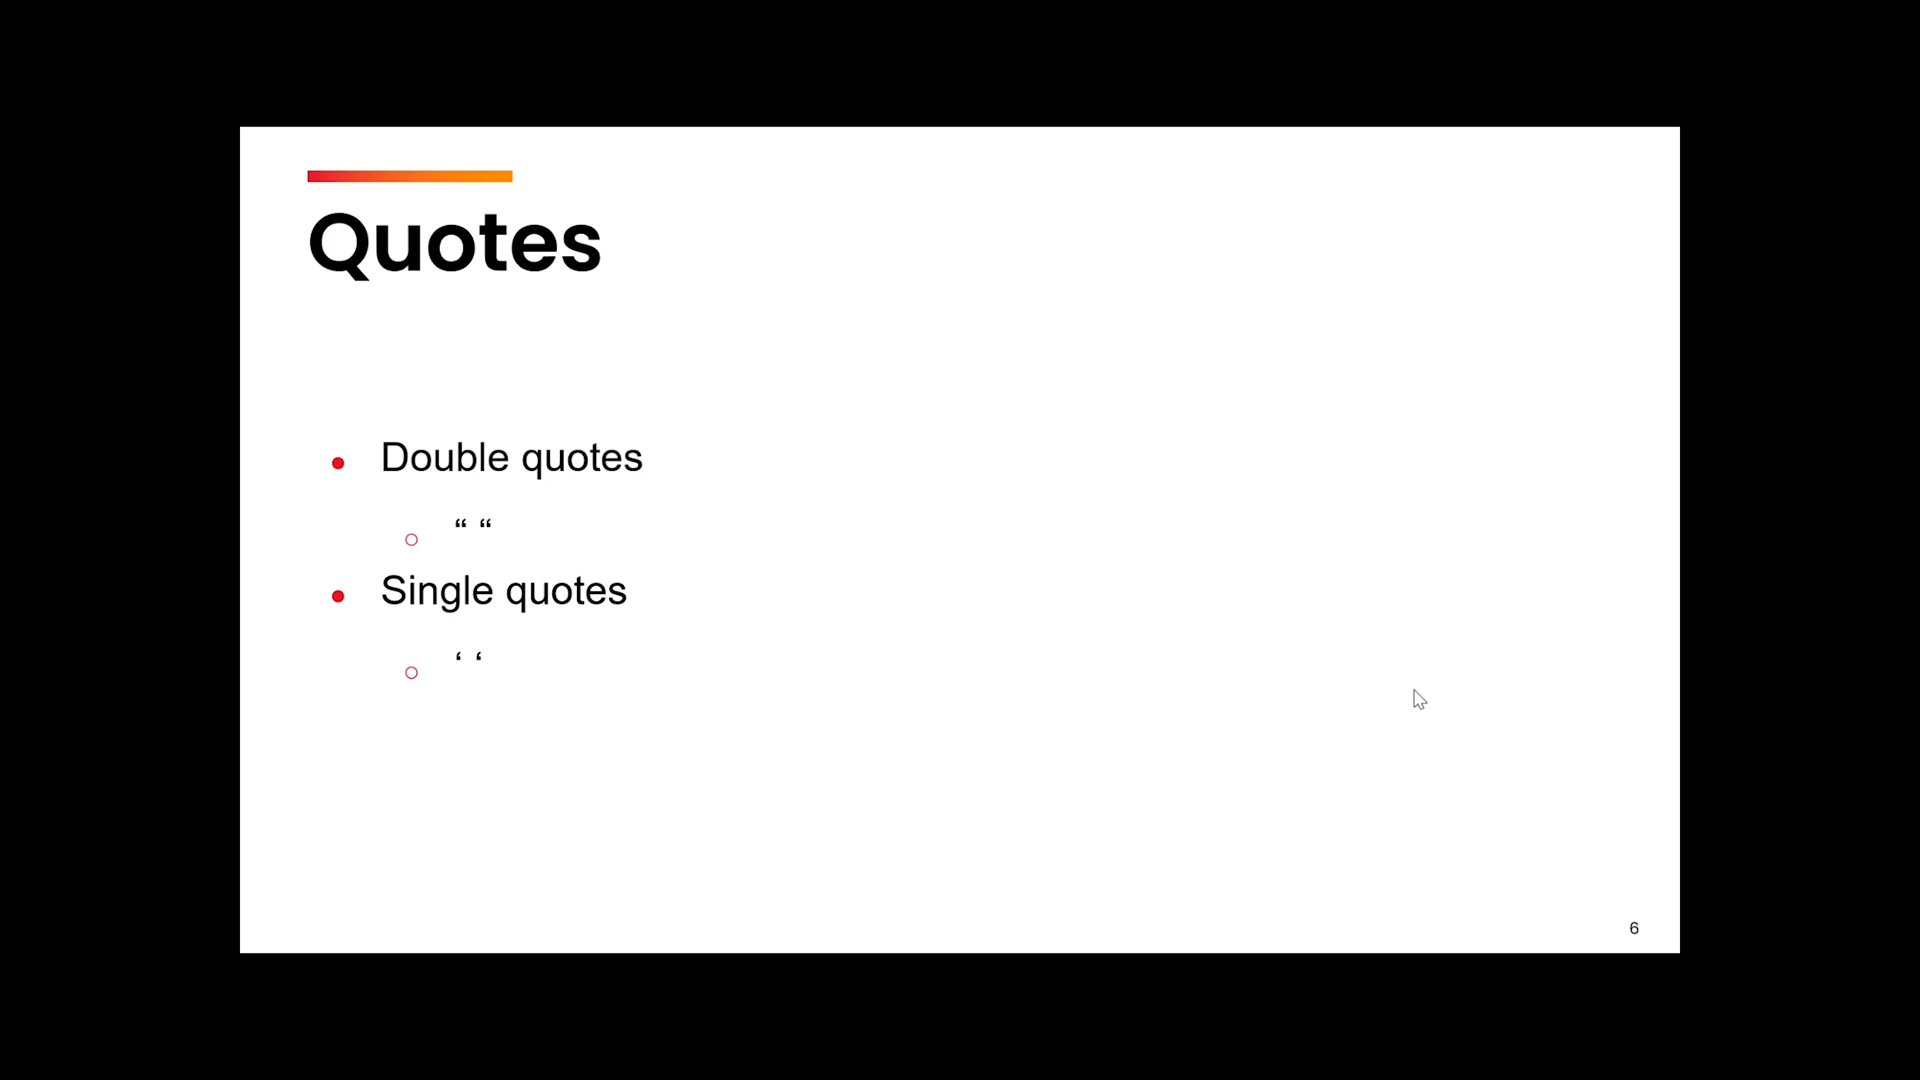 Quotes
Double quotes
“ “
Single quotes
‘ ‘
6